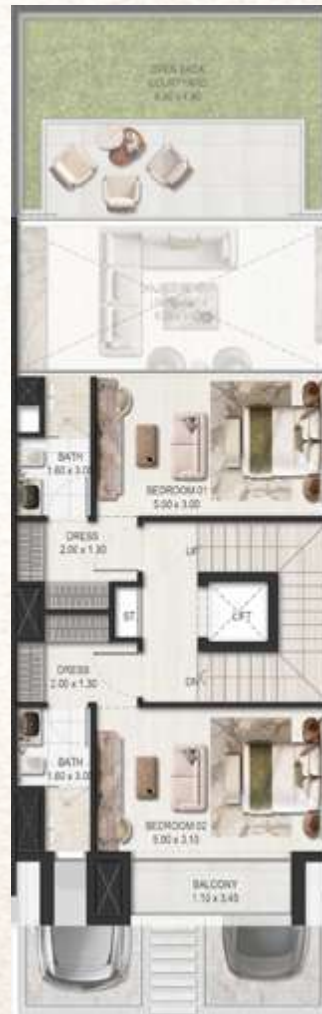 OPEN BACK
COURTYARD
BATH
1.60 x 3.00
BEDROOM 01
5.00 x 3.00
DRESS
2.00 x 1.30
UP
ST.
LIFT
DN
DRESS
2.00 x 1.30
BATH
1.60 x 3.00
BEDROOM 02
5.00 x 3.10
BALCONY
1.10 x 3.45